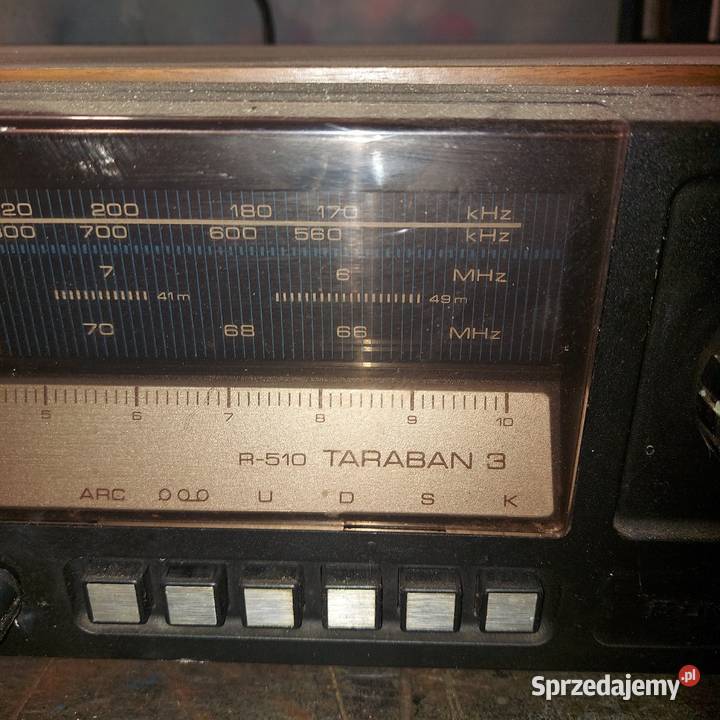 20 200 180 170 kHz
00 700 600 560 kHz
7 6 MHz
41m 49m
70 68 66 MHz
5 6 7 8 9 10
R-510 TARABAN 3
ARC U D S K
Sprzedajemy.pl